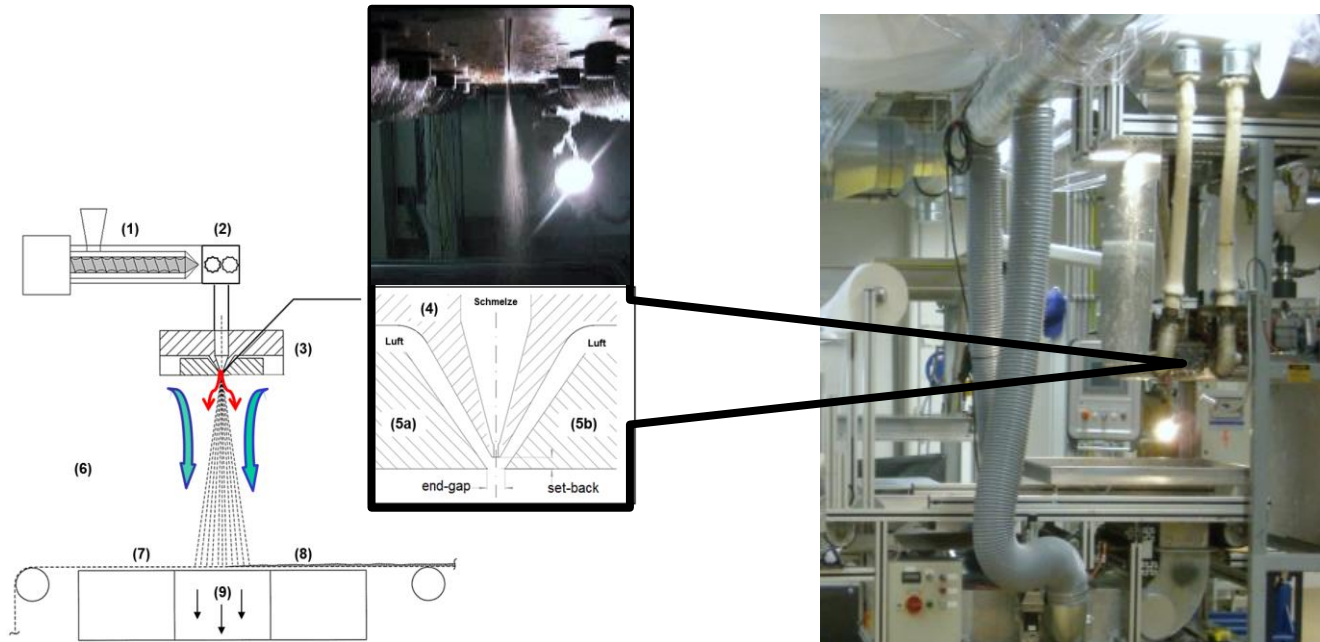 (1)
(2)
(3)
(4)
Schmelze
Luft
Luft
(5a)
(5b)
end-gap
set-back
(6)
(7)
(8)
(9)